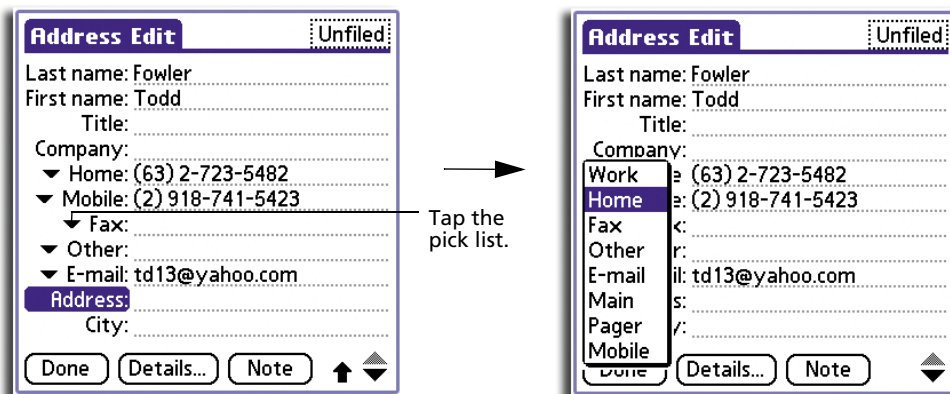 Address Edit Unfiled
Last name: Fowler
First name: Todd
Title:
Company:
Home: (63) 2-723-5482
Mobile: (2) 918-741-5423
Fax:
Other:
E-mail: td13@yahoo.com
Address:
City:
Done Details... Note
Tap the
pick list.
Address Edit Unfiled
Last name: Fowler
First name: Todd
Title:
Company:
Work e (63) 2-723-5482
Home e: (2) 918-741-5423
Fax x:
Other r:
E-mail il: td13@yahoo.com
Main s:
Pager y:
Mobile
Done Details... Note